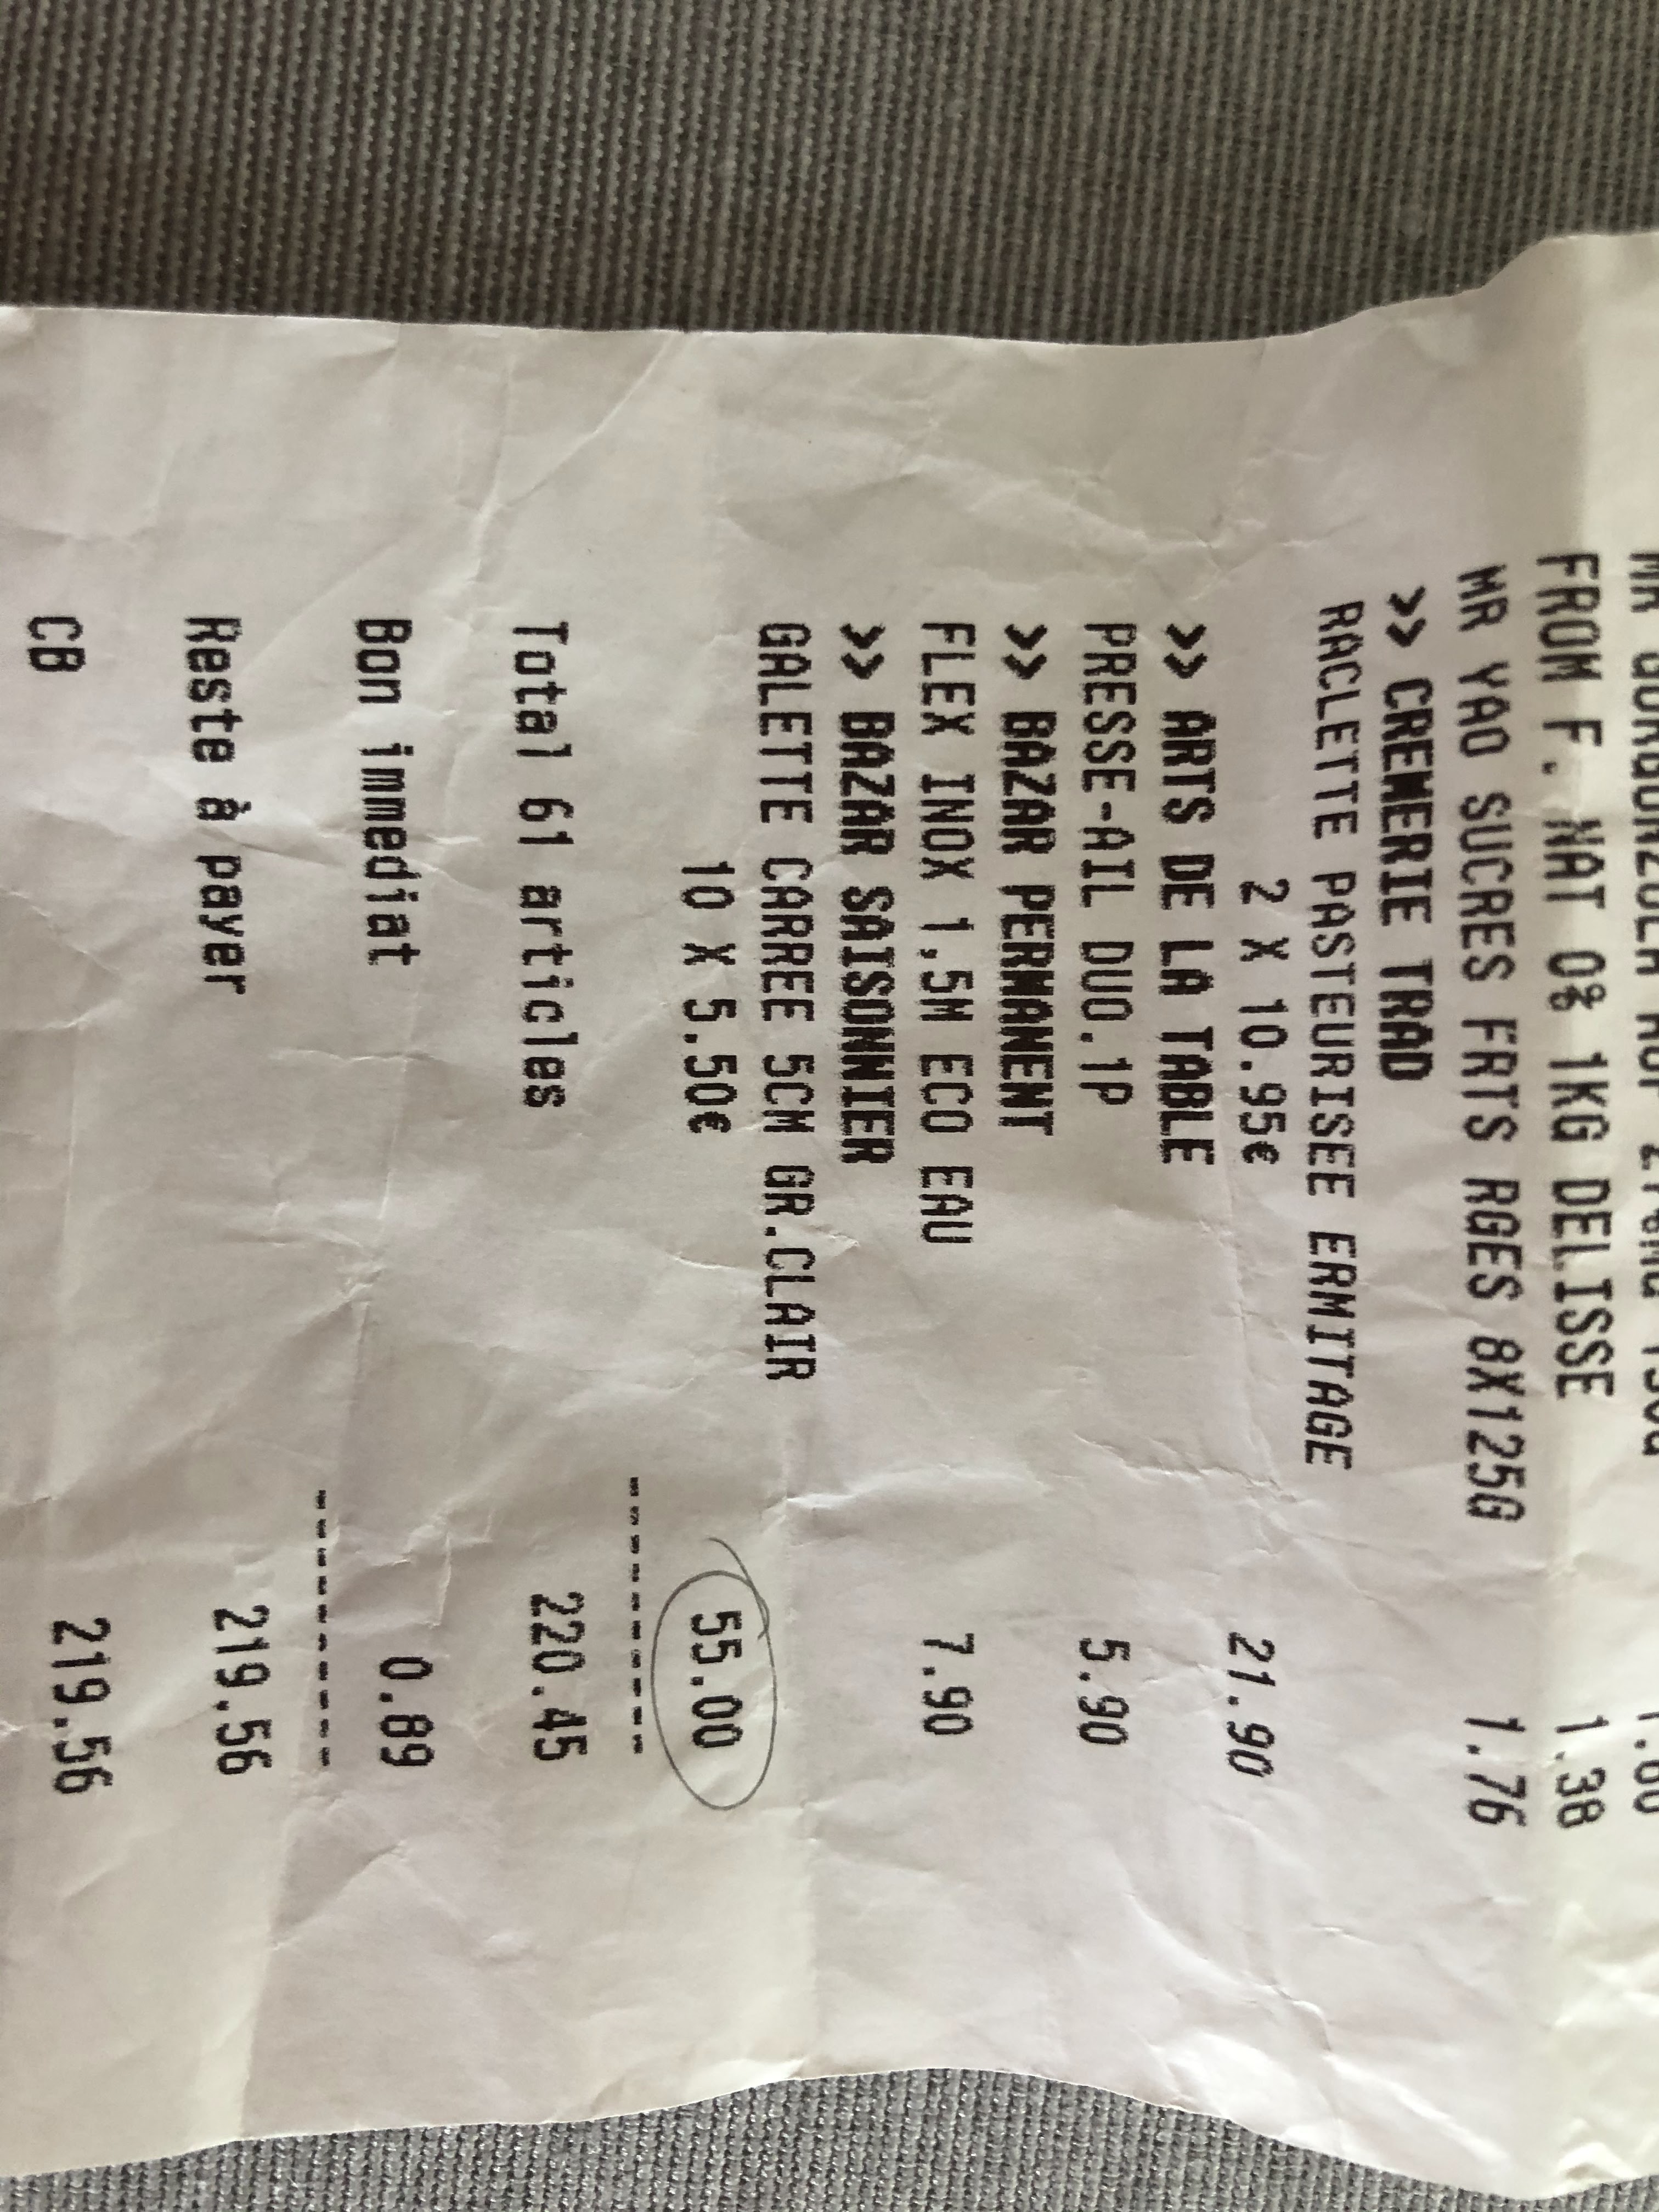 FROM F. NAT 0% 1KG DELISSE 1.38
MR YAO SUCRES FRTS RGES 8X125G 1.76
>> CREMERIE TRAD
RACLETTE PASTEURISEE ERMITAGE
2 X 10.95€ 21.90
>> ARTS DE LA TABLE
PRESSE-AIL DUO.1P 5.90
>> BAZAR PERMANENT
FLEX INOX 1,5M ECO EAU 7.90
>> BAZAR SAISONNIER
GALETTE CARREE 5CM GR.CLAIR
10 X 5.50€ 55.00
----------
Total 61 articles 220.45
Bon immediat 0.89
----------
Reste à payer 219.56
CB 219.56